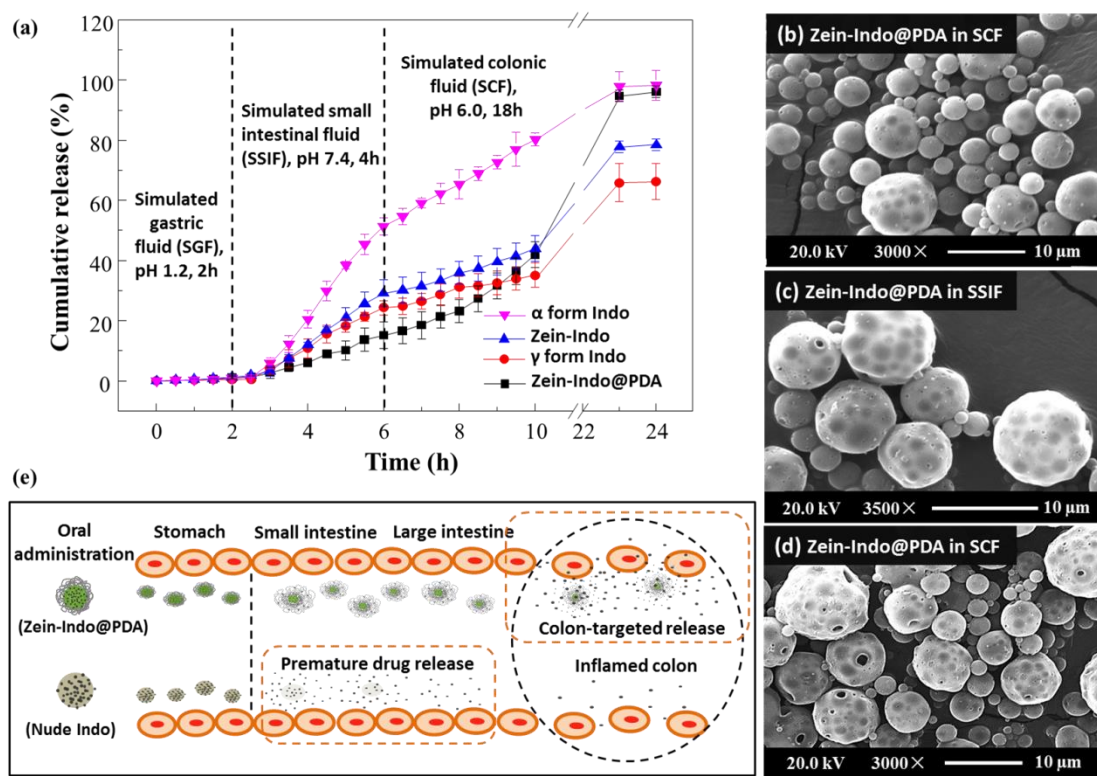 (a)
Cumulative release (%)
120
100
80
60
40
20
0
Simulated
gastric
fluid (SGF),
pH 1.2, 2h
Simulated small
intestinal fluid
(SSIF), pH 7.4, 4h
Simulated colonic
fluid (SCF),
pH 6.0, 18h
α form Indo
Zein-Indo
γ form Indo
Zein-Indo@PDA
0 2 4 6 8 10 22 24
Time (h)
(b) Zein-Indo@PDA in SCF
20.0 kV 3000× 10 μm
(c) Zein-Indo@PDA in SSIF
20.0 kV 3500× 10 μm
(d) Zein-Indo@PDA in SCF
20.0 kV 3000× 10 μm
(e)
Oral
administration
Stomach
Small intestine
Large intestine
(Zein-Indo@PDA)
Colon-targeted release
Premature drug release
Inflamed colon
(Nude Indo)